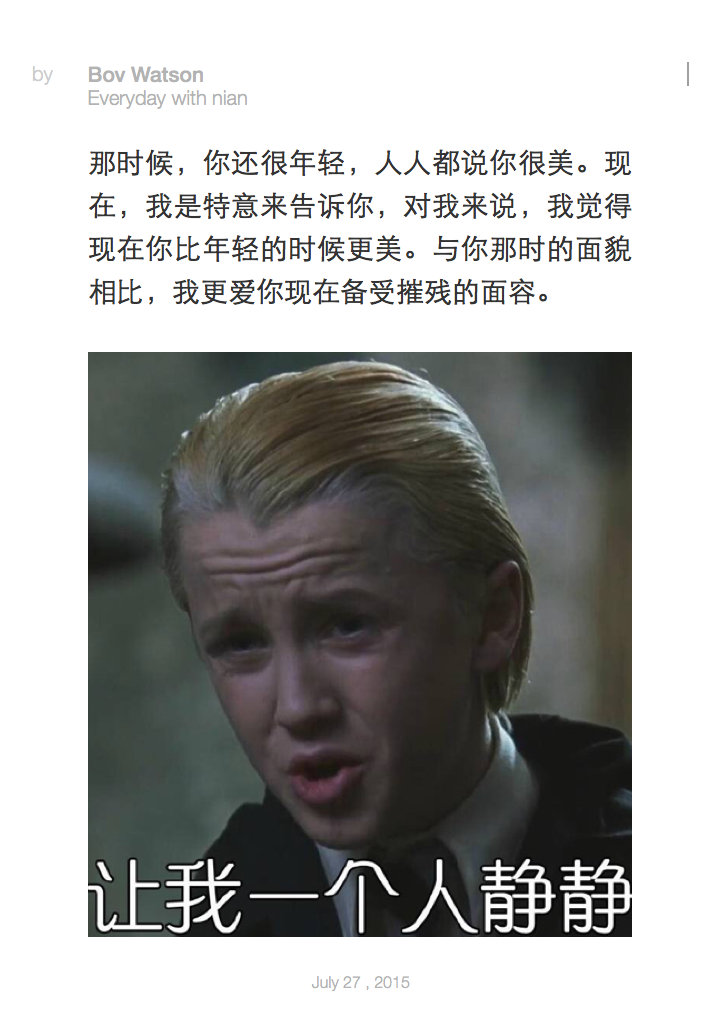 by
Bov Watson
Everyday with nian
那时候，你还很年轻，人人都说你很美。现
在，我是特意来告诉你，对我来说，我觉得
现在你比年轻的时候更美。与你那时的面貌
相比，我更爱你现在备受摧残的面容。
让我一个人静静
July 27 , 2015